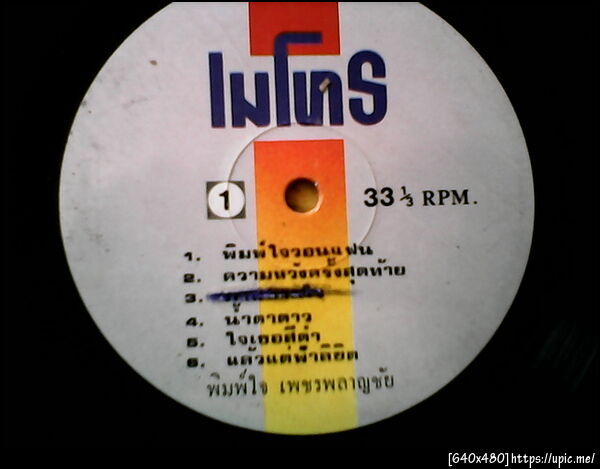 เมโทร
1
33 1/3 RPM.
1. พิมพ์ใจวอนแฟน
2. ความหวังครั้งสุดท้าย
3.
4. น้ำตาดาว
5. ใจเธอสีดำ
6. แล้วแต่ฟ้าลิขิต
พิมพ์ใจ เพชรพลาญชัย
[640x480]https://upic.me/